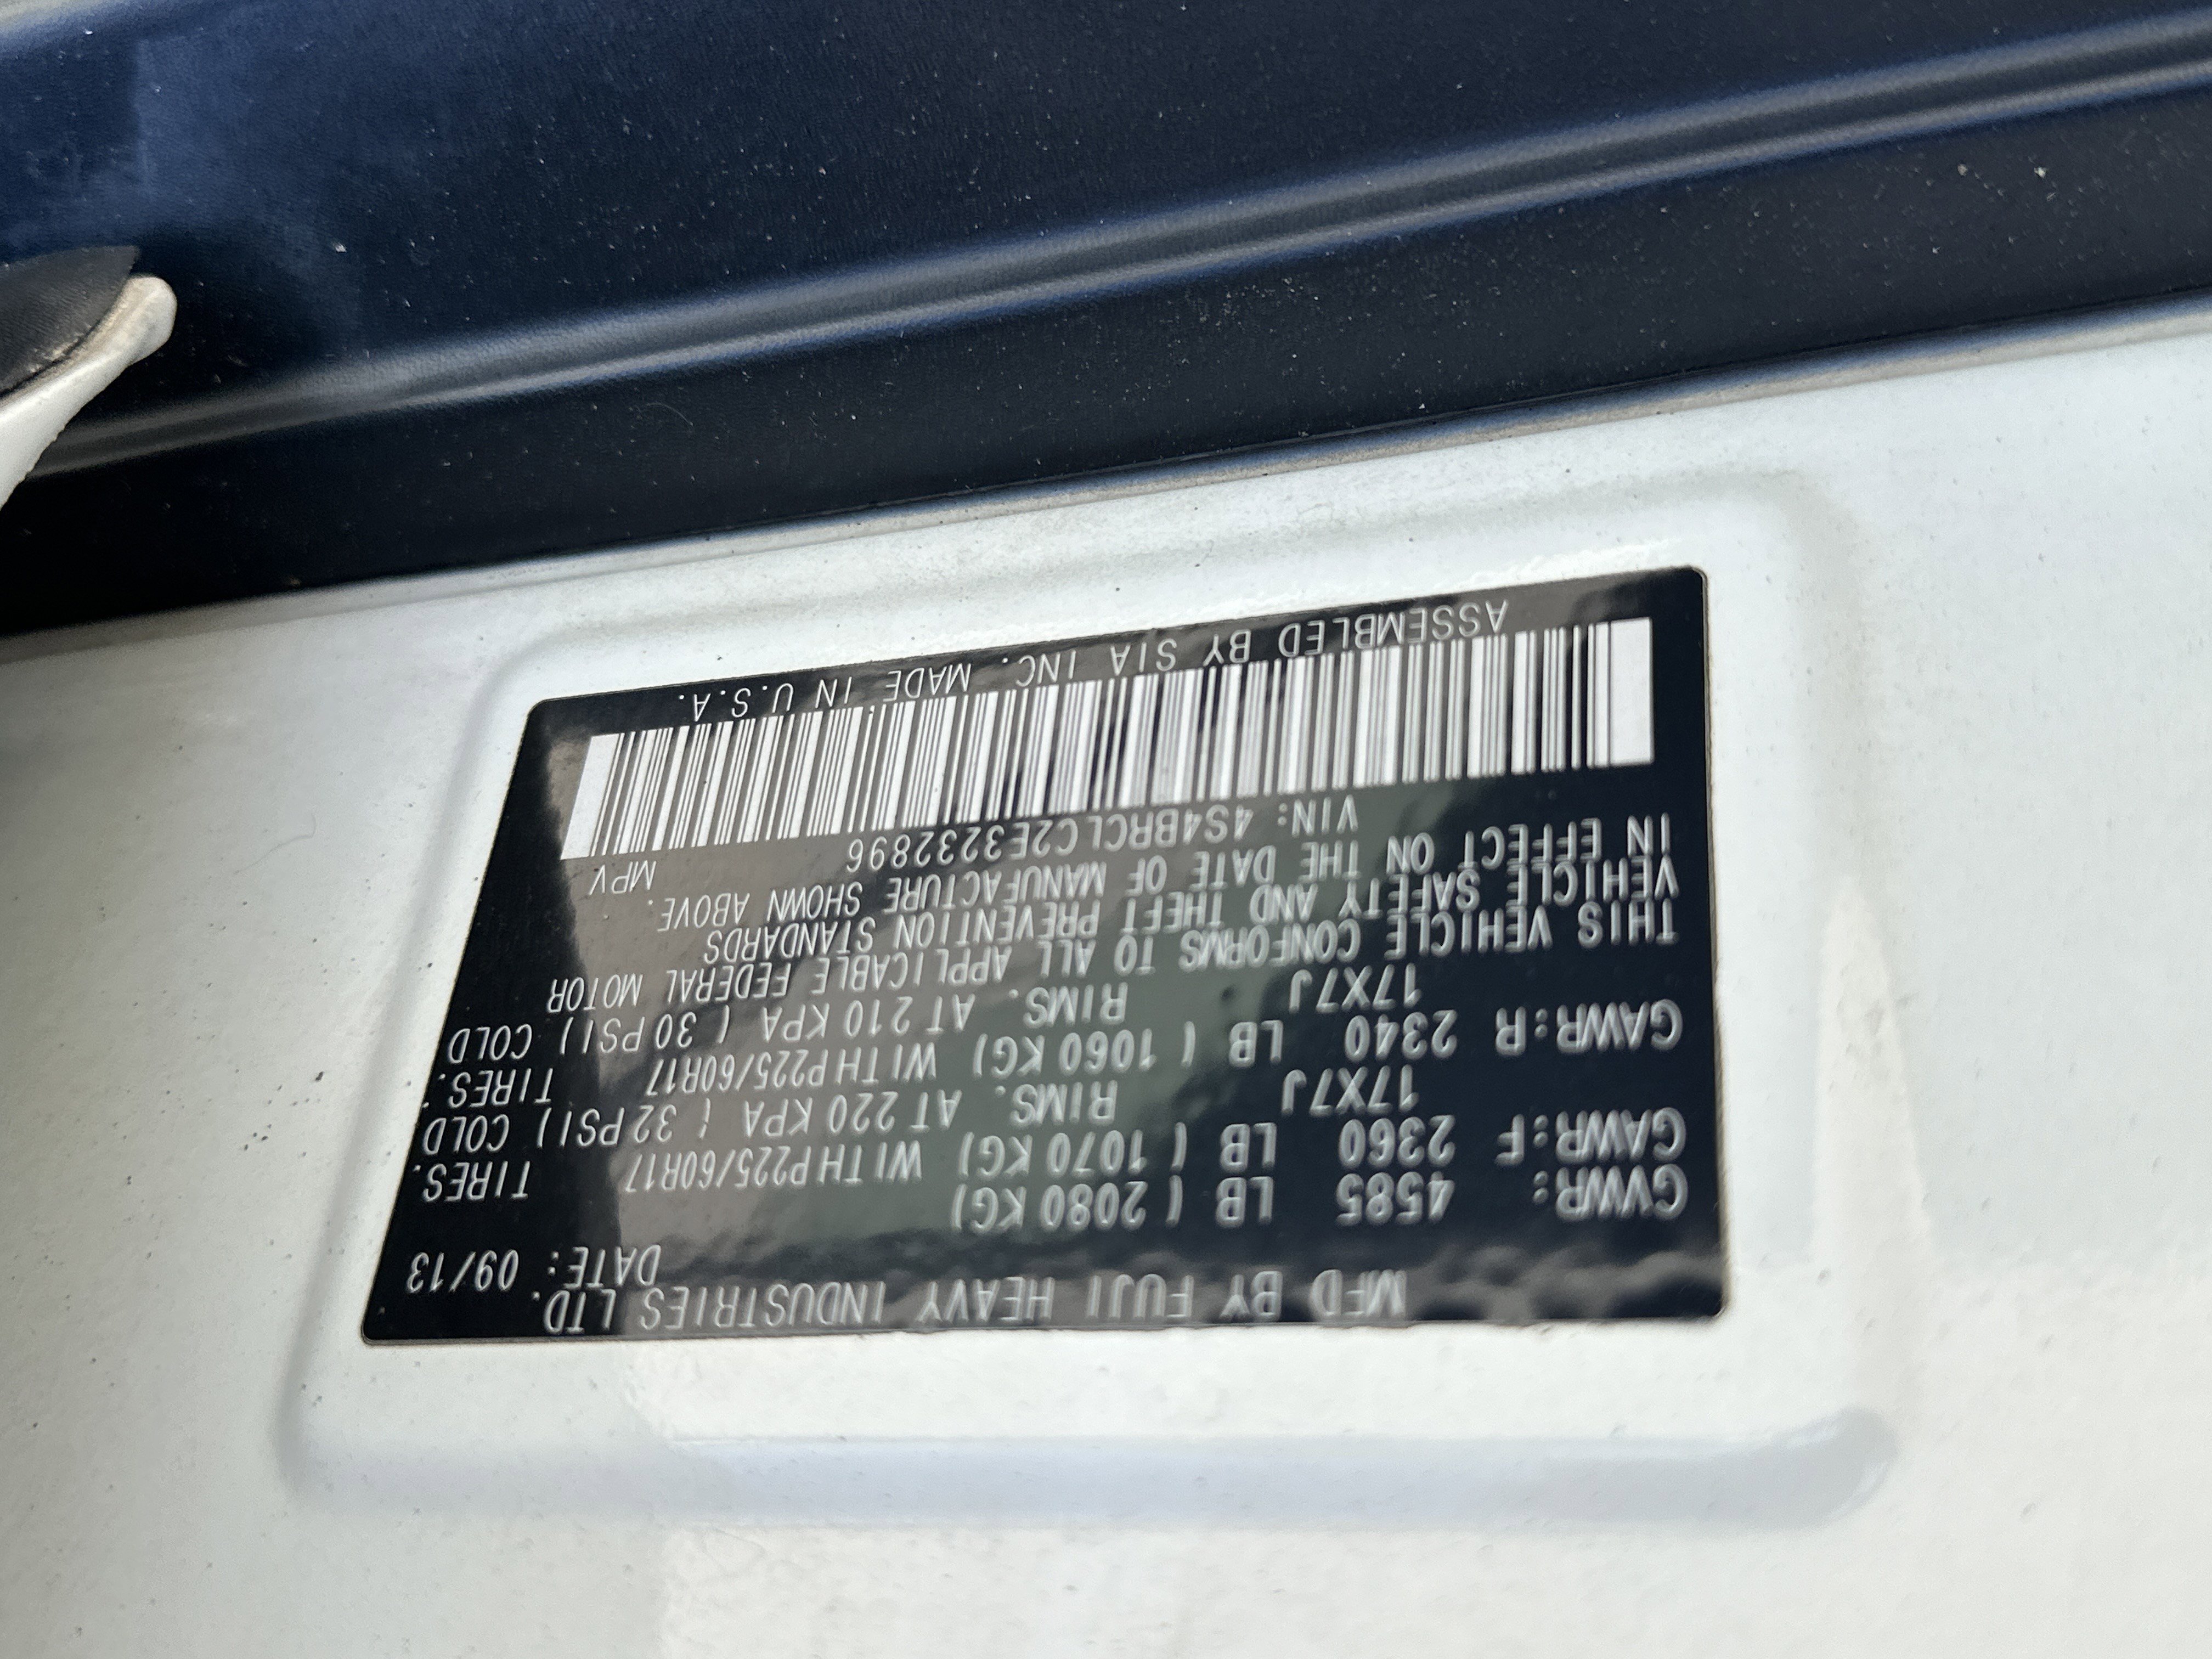 MFD BY FUJI HEAVY INDUSTRIES LTD.
DATE: 09/13
GVWR: 4585 LB ( 2080 KG)
GAWR:F 2360 LB ( 1070 KG) WITH P225/60R17 TIRES.
17X7J RIMS. AT 220 KPA ( 32 PSI) COLD
GAWR:R 2340 LB ( 1060 KG) WITH P225/60R17 TIRES.
17X7J RIMS. AT 210 KPA ( 30 PSI) COLD
THIS VEHICLE CONFORMS TO ALL APPLICABLE FEDERAL MOTOR
VEHICLE SAFETY AND THEFT PREVENTION STANDARDS
IN EFFECT ON THE DATE OF MANUFACTURE SHOWN ABOVE.
VIN: 4S4BRCLC2E3232896 MPV
ASSEMBLED BY SIA INC. MADE IN U.S.A.